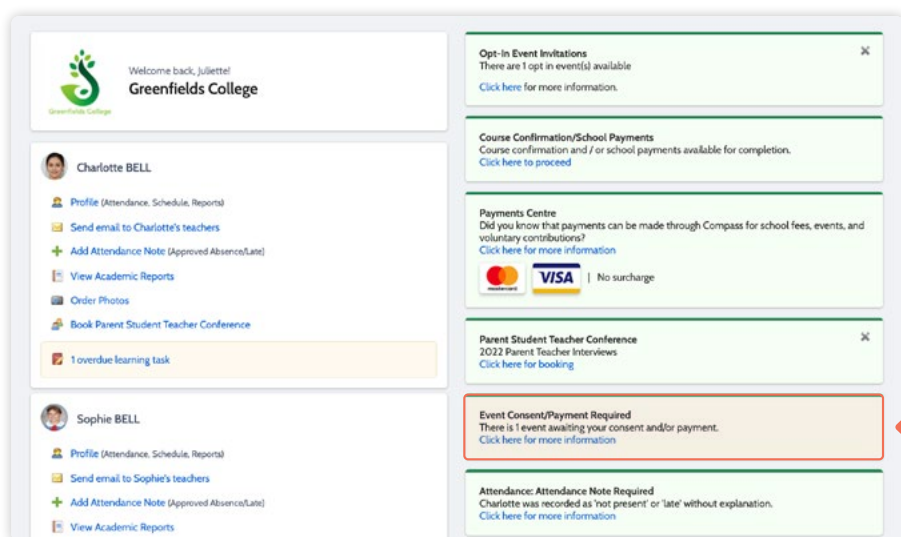 Welcome back, Juliette!
Greenfields College
Greenfields College
Charlotte BELL
Profile (Attendance, Schedule, Reports)
Send email to Charlotte's teachers
Add Attendance Note (Approved Absence/Late)
View Academic Reports
Order Photos
Book Parent Student Teacher Conference
1 overdue learning task
Sophie BELL
Profile (Attendance, Schedule, Reports)
Send email to Sophie's teachers
Add Attendance Note (Approved Absence/Late)
View Academic Reports
Opt-In Event Invitations
There are 1 opt in event(s) available
Click here for more information.
Course Confirmation/School Payments
Course confirmation and / or school payments available for completion.
Click here to proceed
Payments Centre
Did you know that payments can be made through Compass for school fees, events, and
voluntary contributions?
Click here for more information
mastercard VISA | No surcharge
Parent Student Teacher Conference
2022 Parent Teacher Interviews
Click here for booking
Event Consent/Payment Required
There is 1 event awaiting your consent and/or payment.
Click here for more information
Attendance: Attendance Note Required
Charlotte was recorded as 'not present' or 'late' without explanation.
Click here for more information